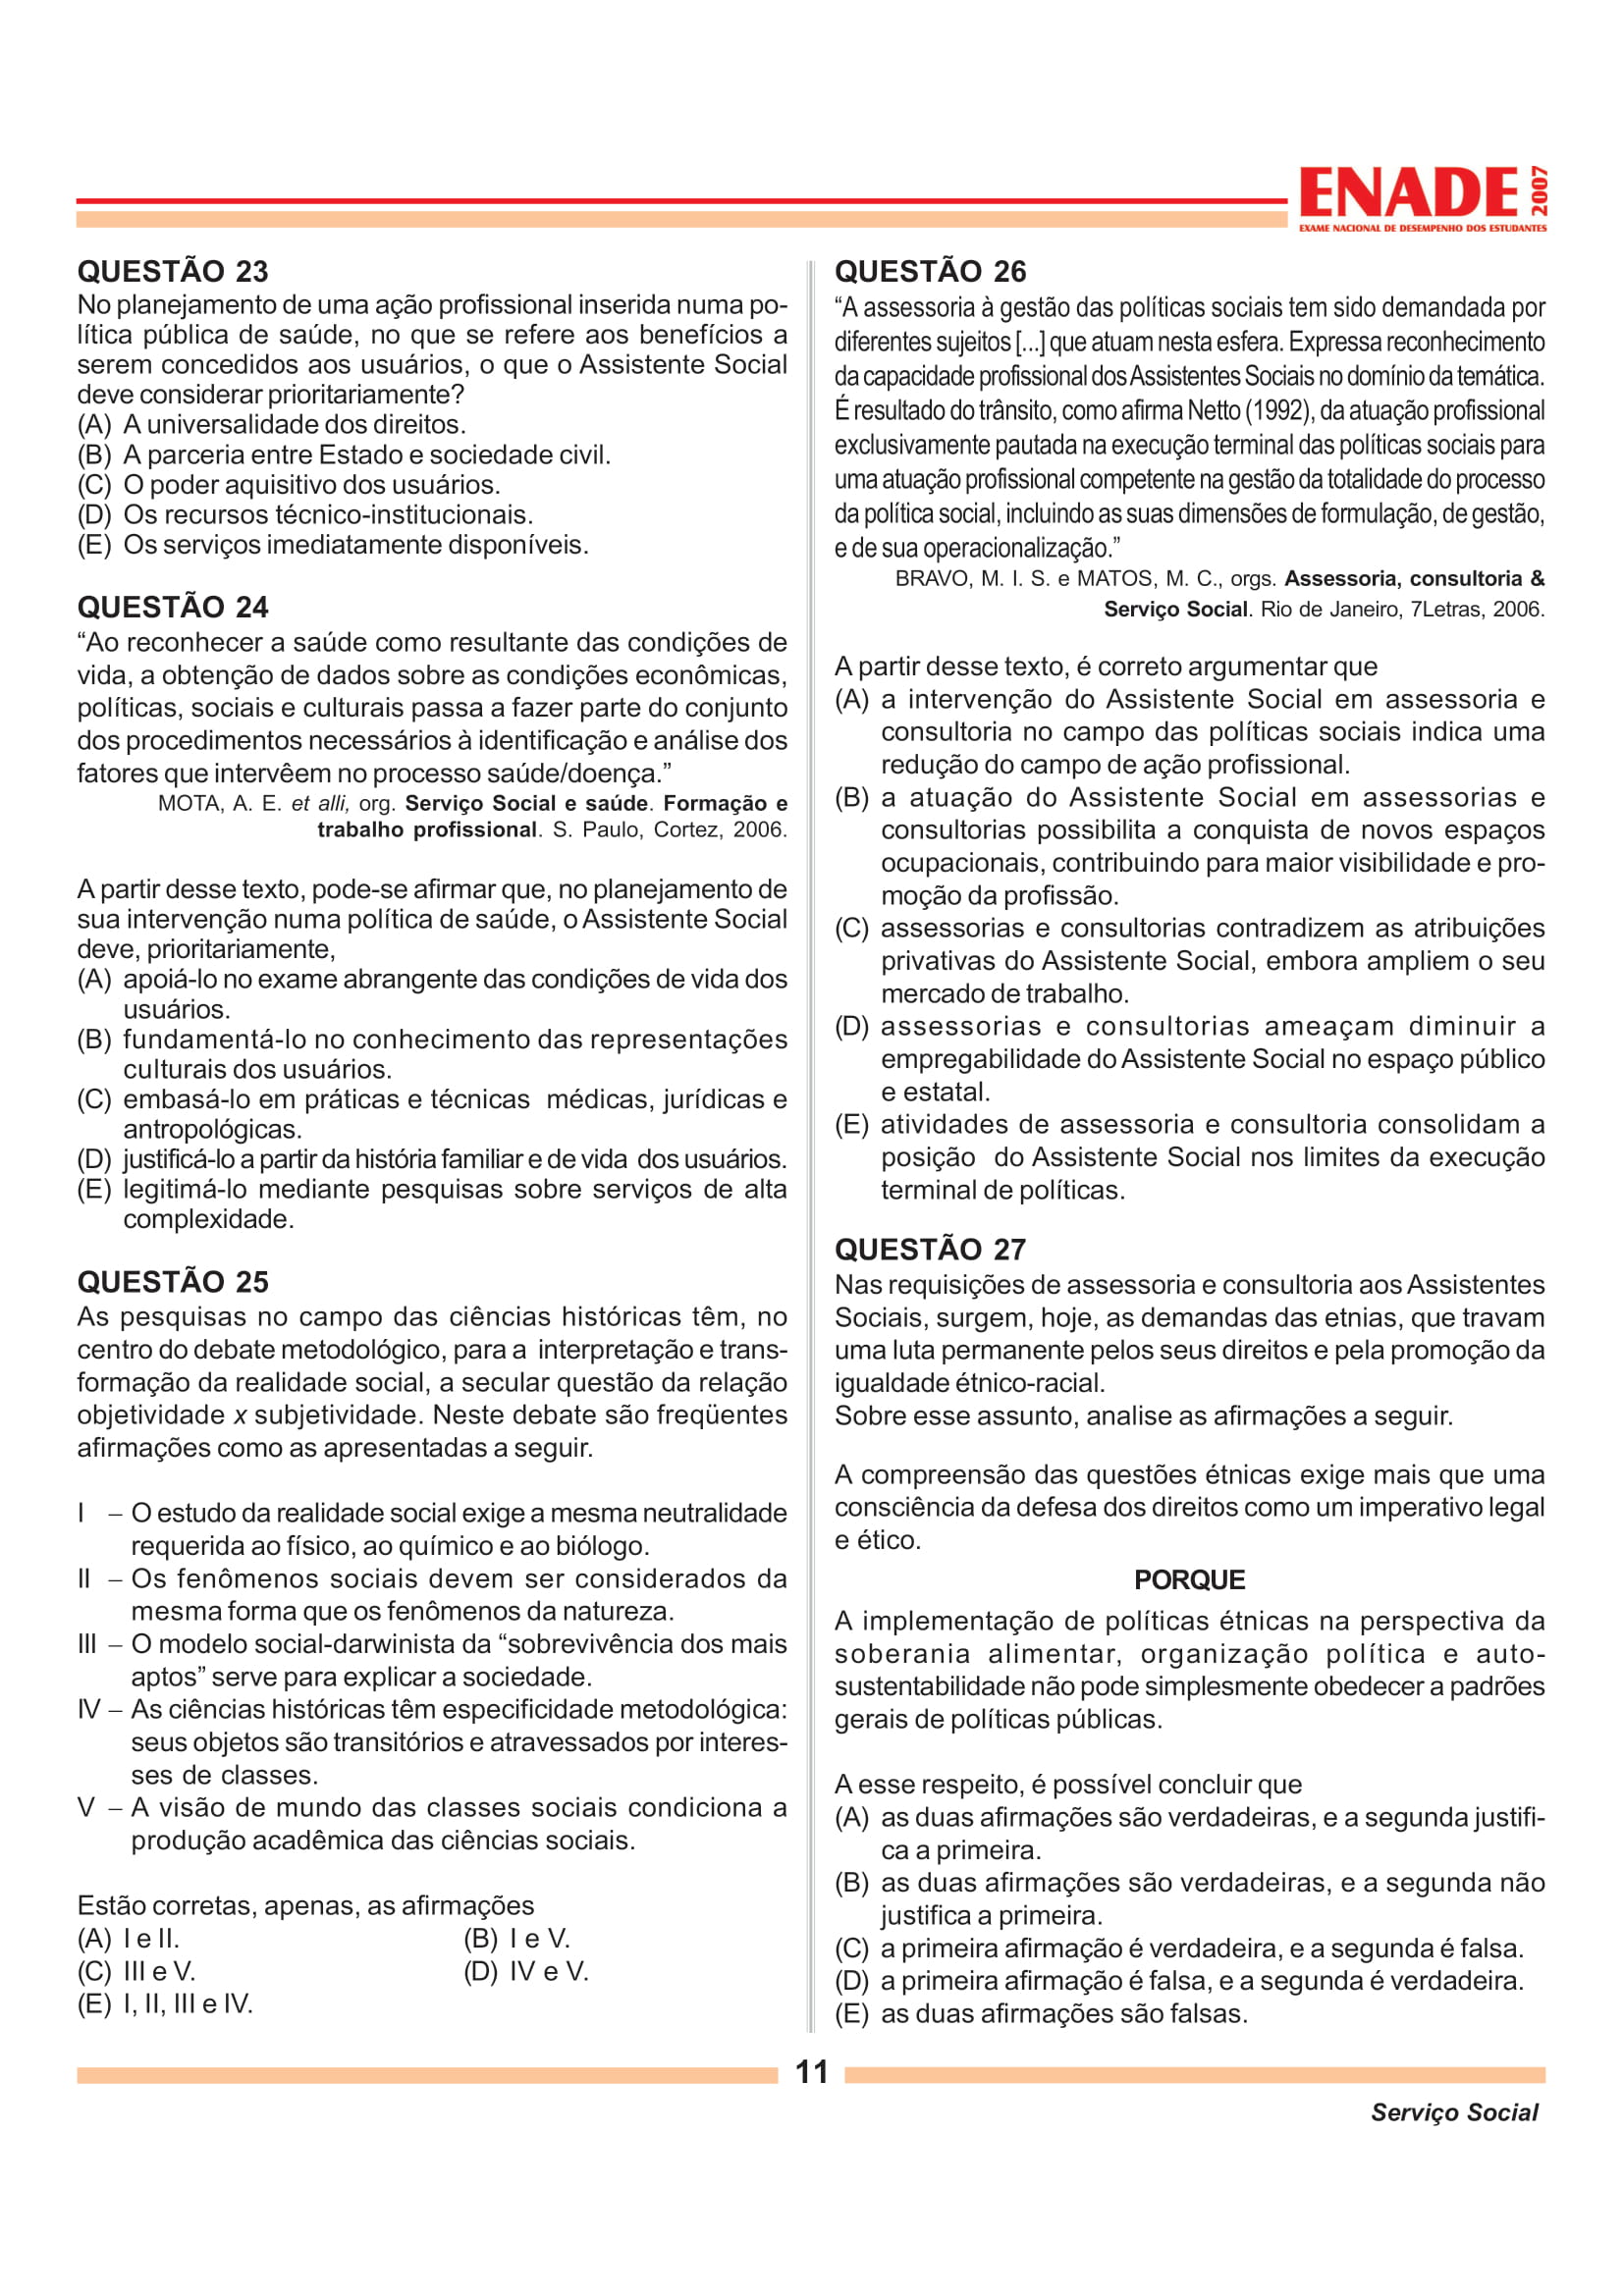 ENADE 2007
EXAME NACIONAL DE DESEMPENHO DOS ESTUDANTES
QUESTÃO 23
No planejamento de uma ação profissional inserida numa po-
lítica pública de saúde, no que se refere aos benefícios a
serem concedidos aos usuários, o que o Assistente Social
deve considerar prioritariamente?
(A) A universalidade dos direitos.
(B) A parceria entre Estado e sociedade civil.
(C) O poder aquisitivo dos usuários.
(D) Os recursos técnico-institucionais.
(E) Os serviços imediatamente disponíveis.
QUESTÃO 24
“Ao reconhecer a saúde como resultante das condições de
vida, a obtenção de dados sobre as condições econômicas,
políticas, sociais e culturais passa a fazer parte do conjunto
dos procedimentos necessários à identificação e análise dos
fatores que intervêem no processo saúde/doença.”
MOTA, A. E. et alli, org. Serviço Social e saúde. Formação e
trabalho profissional. S. Paulo, Cortez, 2006.
A partir desse texto, pode-se afirmar que, no planejamento de
sua intervenção numa política de saúde, o Assistente Social
deve, prioritariamente,
(A) apoiá-lo no exame abrangente das condições de vida dos
usuários.
(B) fundamentá-lo no conhecimento das representações
culturais dos usuários.
(C) embasá-lo em práticas e técnicas médicas, jurídicas e
antropológicas.
(D) justificá-lo a partir da história familiar e de vida dos usuários.
(E) legitimá-lo mediante pesquisas sobre serviços de alta
complexidade.
QUESTÃO 25
As pesquisas no campo das ciências históricas têm, no
centro do debate metodológico, para a interpretação e trans-
formação da realidade social, a secular questão da relação
objetividade x subjetividade. Neste debate são freqüentes
afirmações como as apresentadas a seguir.
I – O estudo da realidade social exige a mesma neutralidade
requerida ao físico, ao químico e ao biólogo.
II – Os fenômenos sociais devem ser considerados da
mesma forma que os fenômenos da natureza.
III – O modelo social-darwinista da “sobrevivência dos mais
aptos” serve para explicar a sociedade.
IV – As ciências históricas têm especificidade metodológica:
seus objetos são transitórios e atravessados por interes-
ses de classes.
V – A visão de mundo das classes sociais condiciona a
produção acadêmica das ciências sociais.
Estão corretas, apenas, as afirmações
(A) I e II. (B) I e V.
(C) III e V. (D) IV e V.
(E) I, II, III e IV.
QUESTÃO 26
“A assessoria à gestão das políticas sociais tem sido demandada por
diferentes sujeitos [...] que atuam nesta esfera. Expressa reconhecimento
da capacidade profissional dos Assistentes Sociais no domínio da temática.
É resultado do trânsito, como afirma Netto (1992), da atuação profissional
exclusivamente pautada na execução terminal das políticas sociais para
uma atuação profissional competente na gestão da totalidade do processo
da política social, incluindo as suas dimensões de formulação, de gestão,
e de sua operacionalização.”
BRAVO, M. I. S. e MATOS, M. C., orgs. Assessoria, consultoria &
Serviço Social. Rio de Janeiro, 7Letras, 2006.
A partir desse texto, é correto argumentar que
(A) a intervenção do Assistente Social em assessoria e
consultoria no campo das políticas sociais indica uma
redução do campo de ação profissional.
(B) a atuação do Assistente Social em assessorias e
consultorias possibilita a conquista de novos espaços
ocupacionais, contribuindo para maior visibilidade e pro-
moção da profissão.
(C) assessorias e consultorias contradizem as atribuições
privativas do Assistente Social, embora ampliem o seu
mercado de trabalho.
(D) assessorias e consultorias ameaçam diminuir a
empregabilidade do Assistente Social no espaço público
e estatal.
(E) atividades de assessoria e consultoria consolidam a
posição do Assistente Social nos limites da execução
terminal de políticas.
QUESTÃO 27
Nas requisições de assessoria e consultoria aos Assistentes
Sociais, surgem, hoje, as demandas das etnias, que travam
uma luta permanente pelos seus direitos e pela promoção da
igualdade étnico-racial.
Sobre esse assunto, analise as afirmações a seguir.
A compreensão das questões étnicas exige mais que uma
consciência da defesa dos direitos como um imperativo legal
e ético.
PORQUE
A implementação de políticas étnicas na perspectiva da
soberania alimentar, organização política e auto-
sustentabilidade não pode simplesmente obedecer a padrões
gerais de políticas públicas.
A esse respeito, é possível concluir que
(A) as duas afirmações são verdadeiras, e a segunda justifi-
ca a primeira.
(B) as duas afirmações são verdadeiras, e a segunda não
justifica a primeira.
(C) a primeira afirmação é verdadeira, e a segunda é falsa.
(D) a primeira afirmação é falsa, e a segunda é verdadeira.
(E) as duas afirmações são falsas.
11
Serviço Social